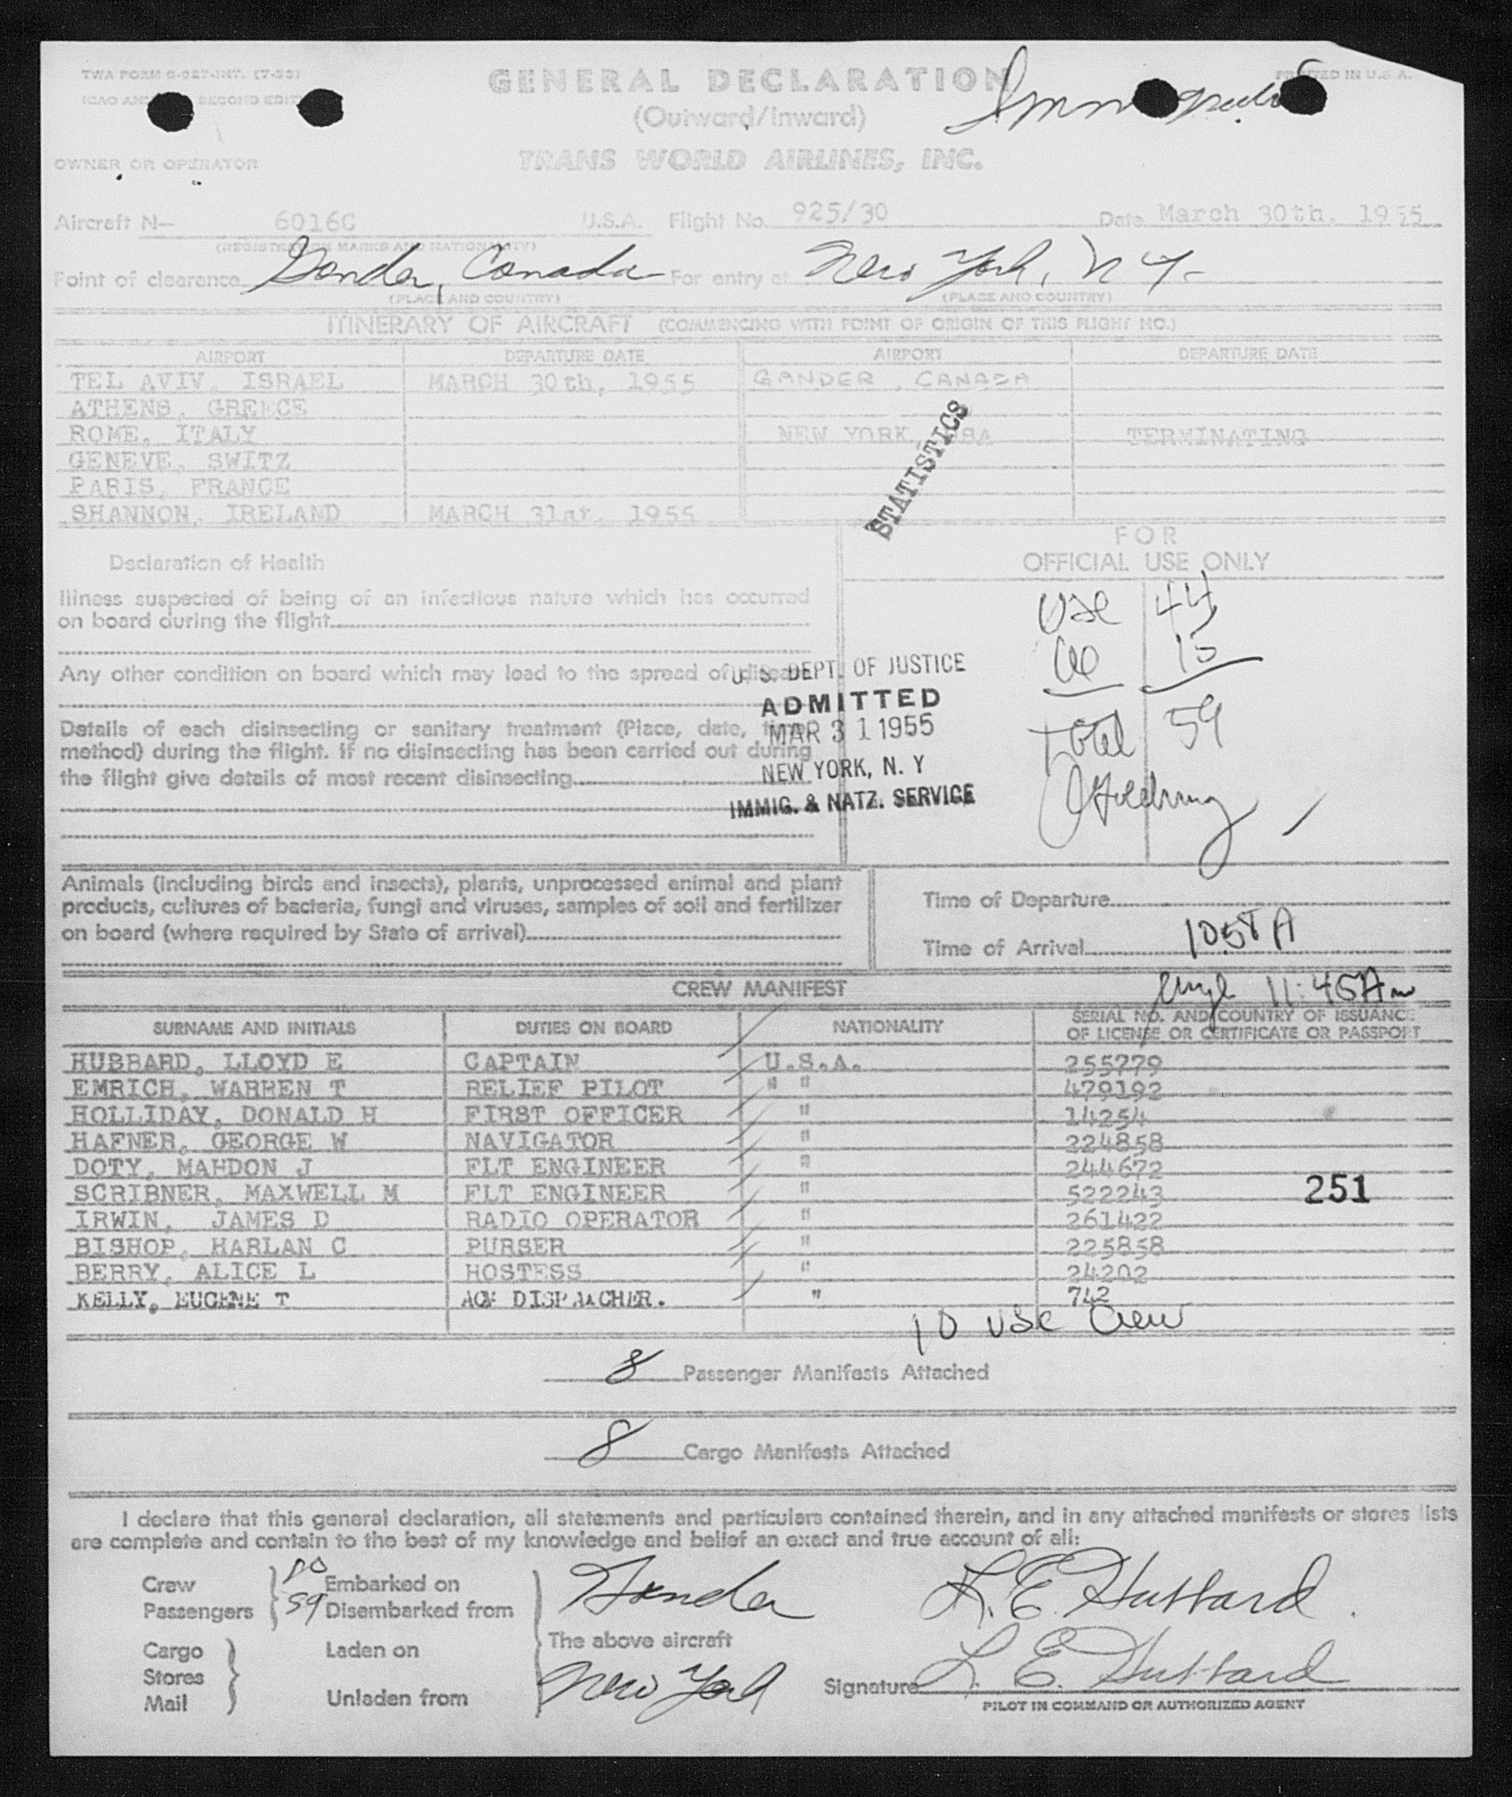 TWA FORM
PRINTED IN U.S.A.
(ICAO SECOND
GENERAL DECLARATION
(Outward/Inward)
OWNER OR OPERATOR
TRANS WORLD AIRLINES, INC.
Aircraft N— 6016C U.S.A. Flight No. 925/30 Date March 30th. 1955
(REGISTRATION MARKS AND NATIONALITY)
Point of clearance Gander, Canada For entry at New York, N.Y.
(PLACE AND COUNTRY) (PLACE AND COUNTRY)
ITINERARY OF AIRCRAFT (COMMENCING WITH POINT OF ORIGIN OF THIS FLIGHT NO.)
AIRPORT DEPARTURE DATE AIRPORT DEPARTURE DATE
TEL AVIV, ISRAEL MARCH 30th, 1955 GANDER, CANADA
ATHENS, GREECE
ROME, ITALY NEW YORK, USA TERMINATING
GENEVE, SWITZ
PARIS, FRANCE
SHANNON, IRELAND MARCH 31st, 1955
STATISTICS
Declaration of Health
Illness suspected of being of an infectious nature which has occurred
on board during the flight
Any other condition on board which may lead to the spread of disease
Details of each disinsecting or sanitary treatment (Place, date, time,
method) during the flight. If no disinsecting has been carried out during
the flight give details of most recent disinsecting
FOR
OFFICIAL USE ONLY
USC 44
15
Total 59
U. S. DEPT. OF JUSTICE
ADMITTED
MAR 31 1955
NEW YORK, N. Y
IMMIG. & NATZ. SERVICE
Animals (including birds and insects), plants, unprocessed animal and plant
products, cultures of bacteria, fungi and viruses, samples of soil and fertilizer
on board (where required by State of arrival)
Time of Departure
Time of Arrival 1058 A
11:45 Am
CREW MANIFEST
SURNAME AND INITIALS DUTIES ON BOARD NATIONALITY SERIAL NO. AND COUNTRY OF ISSUANCE
OF LICENSE OR CERTIFICATE OR PASSPORT
HUBBARD, LLOYD E CAPTAIN U.S.A. 255779
EMRICH, WARREN T RELIEF PILOT " " 479192
HOLLIDAY, DONALD H FIRST OFFICER " 14254
HAFNER, GEORGE W NAVIGATOR " 224858
DOTY, MAHDON J FLT ENGINEER " 244672
SCRIBNER, MAXWELL M FLT ENGINEER " 522243
251
IRWIN, JAMES D RADIO OPERATOR " 261422
BISHOP, HARLAN C PURSER " 225858
BERRY, ALICE L HOSTESS " 24202
KELLY, EUGENE T " 742
10 USC Crew
8 Passenger Manifests Attached
8 Cargo Manifests Attached
I declare that this general declaration, all statements and particulars contained therein, and in any attached manifests or stores lists
are complete and contain to the best of my knowledge and belief an exact and true account of all:
Crew 10 Embarked on
Passengers 59 Disembarked from
Gander
L. E. Hubbard
Cargo Laden on
The above aircraft
Stores
Mail Unladen from
New York
Signature L. E. Hubbard
PILOT IN COMMAND OR AUTHORIZED AGENT